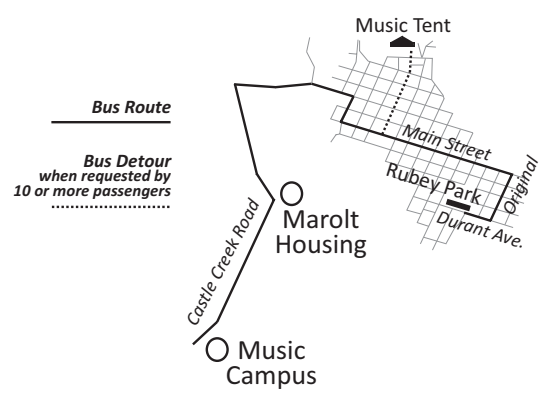 Music Tent
Bus Route
Bus Detour
when requested by
10 or more passengers
Main Street
Original
Rubey Park
Durant Ave.
Marolt
Housing
Castle Creek Road
Music
Campus